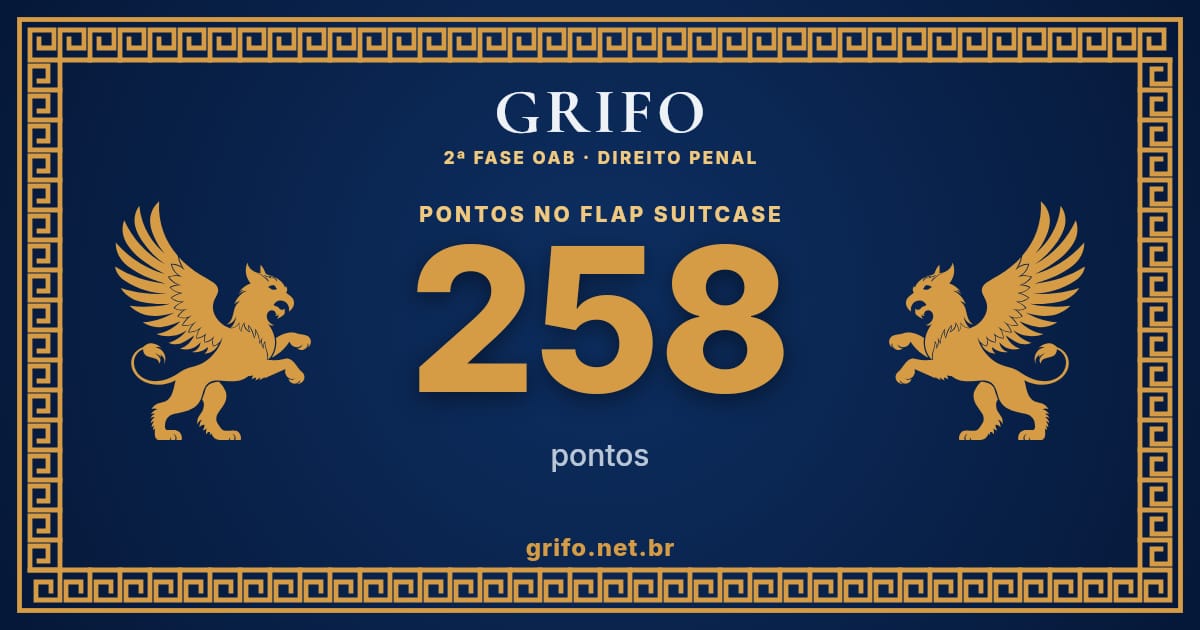 GRIFO
2ª FASE OAB · DIREITO PENAL
PONTOS NO FLAP SUITCASE
258
pontos
grifo.net.br